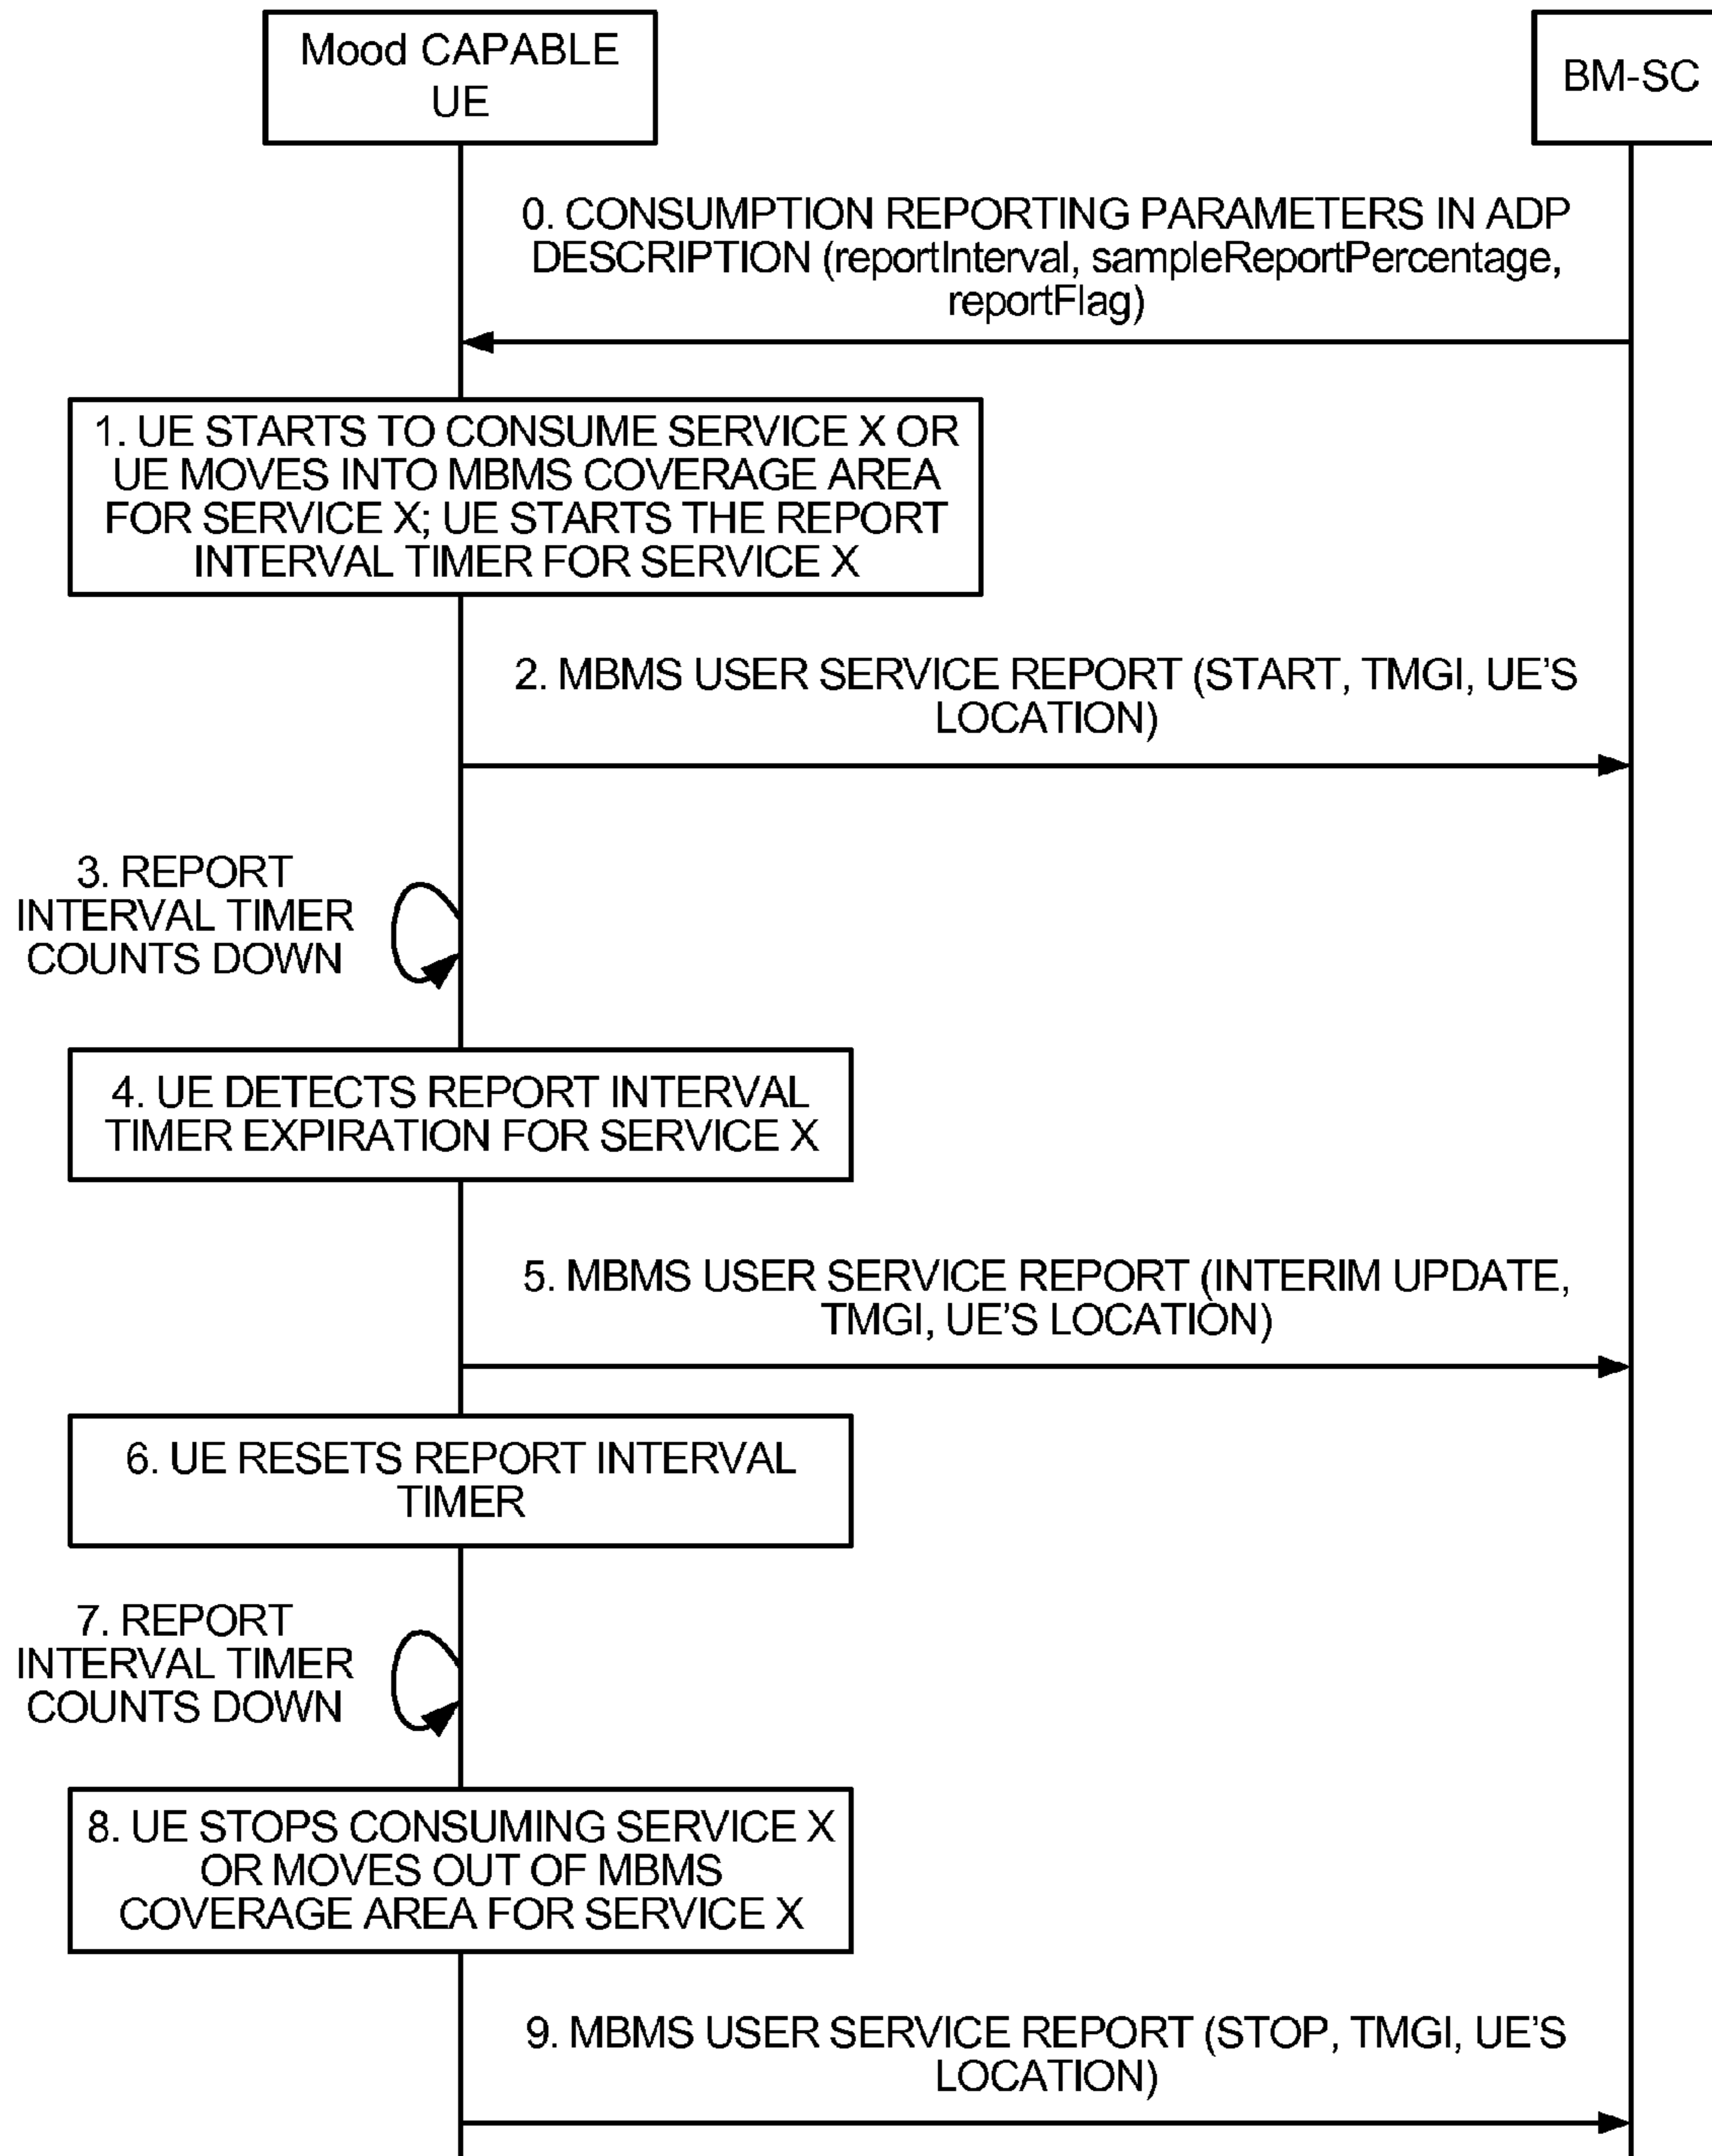 Mood CAPABLE
UE
BM-SC
0. CONSUMPTION REPORTING PARAMETERS IN ADP
DESCRIPTION (reportInterval, sampleReportPercentage,
reportFlag)
1. UE STARTS TO CONSUME SERVICE X OR
UE MOVES INTO MBMS COVERAGE AREA
FOR SERVICE X; UE STARTS THE REPORT
INTERVAL TIMER FOR SERVICE X
2. MBMS USER SERVICE REPORT (START, TMGI, UE'S
LOCATION)
3. REPORT
INTERVAL TIMER
COUNTS DOWN
4. UE DETECTS REPORT INTERVAL
TIMER EXPIRATION FOR SERVICE X
5. MBMS USER SERVICE REPORT (INTERIM UPDATE,
TMGI, UE'S LOCATION)
6. UE RESETS REPORT INTERVAL
TIMER
7. REPORT
INTERVAL TIMER
COUNTS DOWN
8. UE STOPS CONSUMING SERVICE X
OR MOVES OUT OF MBMS
COVERAGE AREA FOR SERVICE X
9. MBMS USER SERVICE REPORT (STOP, TMGI, UE'S
LOCATION)